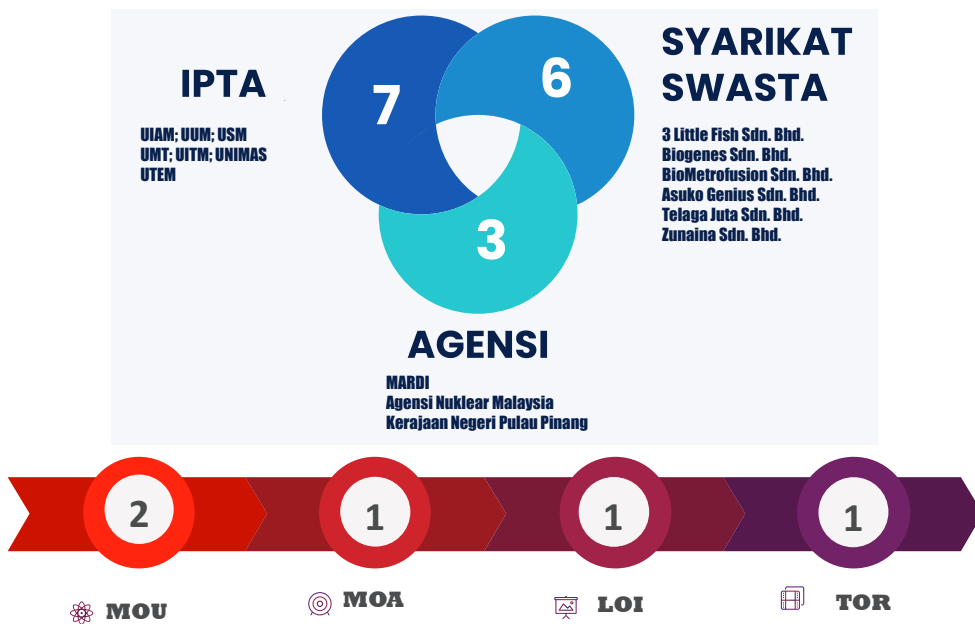 IPTA
UIAM; UUM; USM
UMT; UITM; UNIMAS
UTEM
7
6
3
SYARIKAT
SWASTA
3 Little Fish Sdn. Bhd.
Biogenes Sdn. Bhd.
BioMetrofusion Sdn. Bhd.
Asuko Genius Sdn. Bhd.
Telaga Juta Sdn. Bhd.
Zunaina Sdn. Bhd.
AGENSI
MARDI
Agensi Nuklear Malaysia
Kerajaan Negeri Pulau Pinang
2
1
1
1
MOU
MOA
LOI
TOR